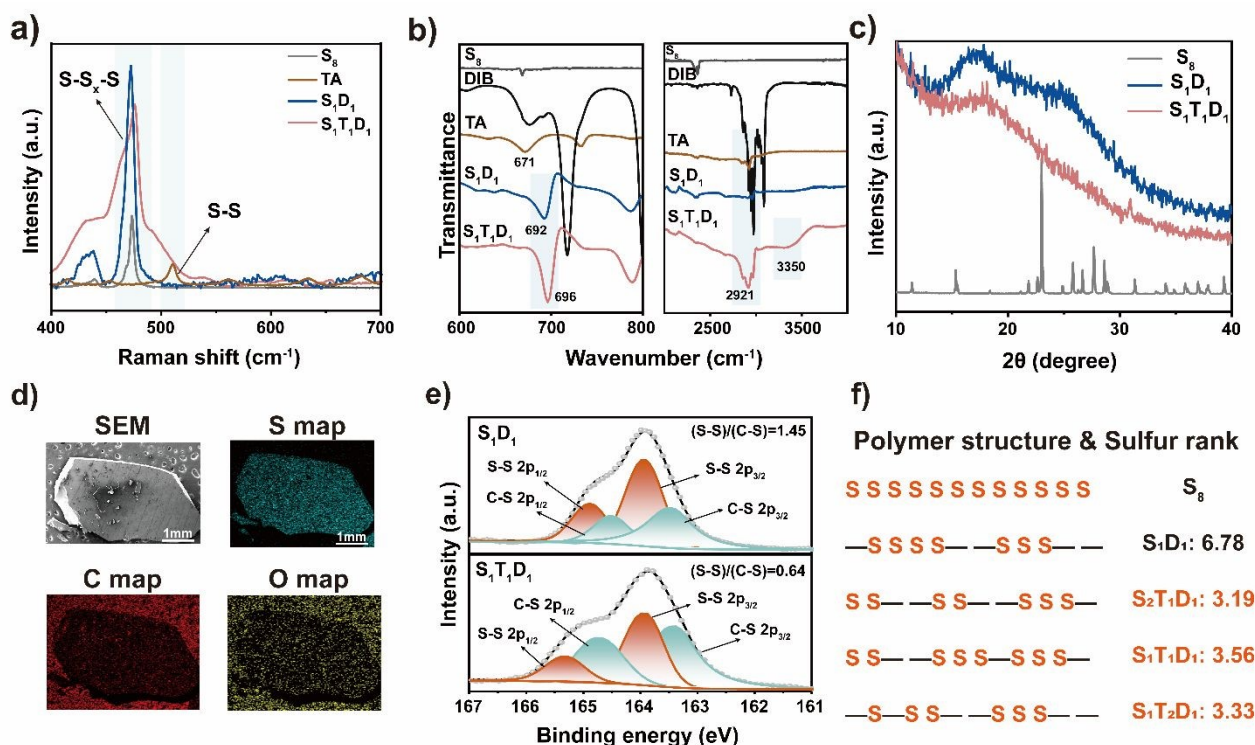 a)
Intensity (a.u.)
S-Sₓ-S
S-S
S₈
TA
S₁D₁
S₁T₁D₁
400
500
600
700
Raman shift (cm⁻¹)
b)
Transmittance
S₈
DIB
TA
671
S₁D₁
692
S₁T₁D₁
696
600
700
800
S₈
DIB
TA
S₁D₁
S₁T₁D₁
3350
2921
2500
3500
Wavenumber (cm⁻¹)
c)
Intensity (a.u.)
S₈
S₁D₁
S₁T₁D₁
10
20
30
40
2θ (degree)
d)
SEM
S map
1mm
1mm
C map
O map
e)
Intensity (a.u.)
S₁D₁
(S-S)/(C-S)=1.45
S-S 2p₁/₂
S-S 2p₃/₂
C-S 2p₁/₂
C-S 2p₃/₂
S₁T₁D₁
(S-S)/(C-S)=0.64
C-S 2p₁/₂
S-S 2p₃/₂
S-S 2p₁/₂
C-S 2p₃/₂
167
166
165
164
163
162
161
Binding energy (eV)
f)
Polymer structure & Sulfur rank
S S S S S S S S S S S S S₈
—S S S S— —S S S— — S₁D₁: 6.78
S S— —S S— —S S S— S₂T₁D₁: 3.19
S S— —S S S—S S S— S₁T₁D₁: 3.56
—S—S S— —S S S— — S₁T₂D₁: 3.33